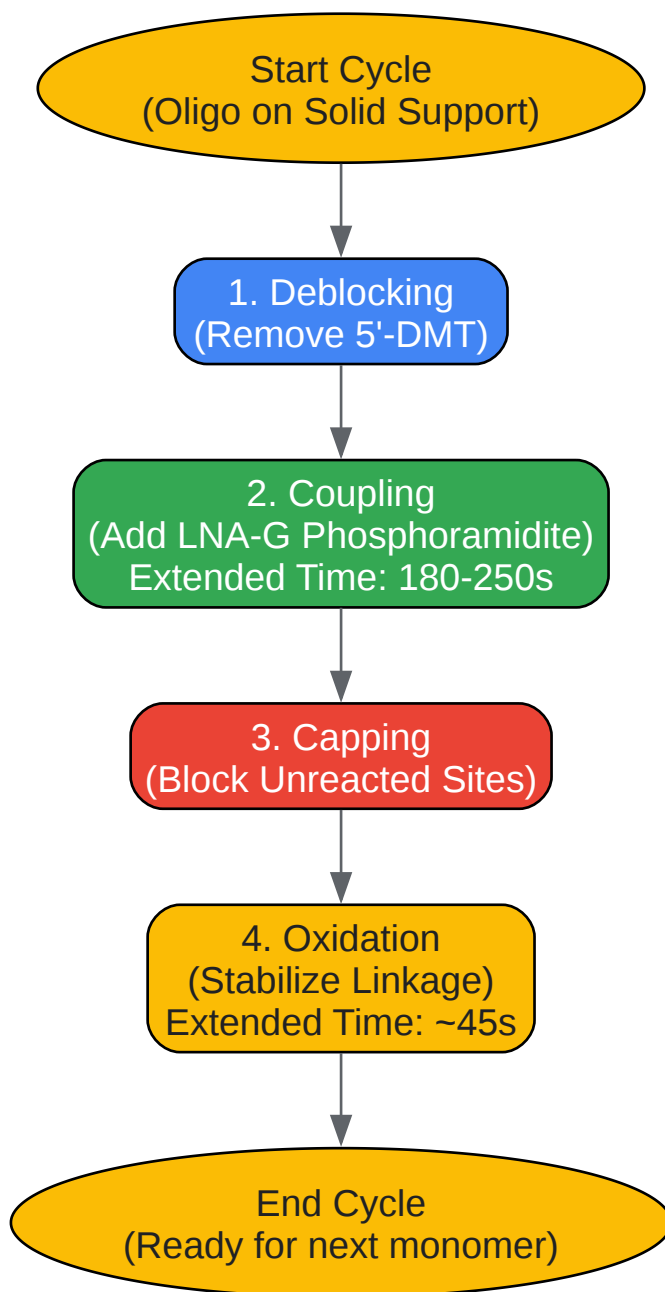 Start Cycle
(Oligo on Solid Support)
1. Deblocking
(Remove 5'-DMT)
2. Coupling
(Add LNA-G Phosphoramidite)
Extended Time: 180-250s
3. Capping
(Block Unreacted Sites)
4. Oxidation
(Stabilize Linkage)
Extended Time: ~45s
End Cycle
(Ready for next monomer)